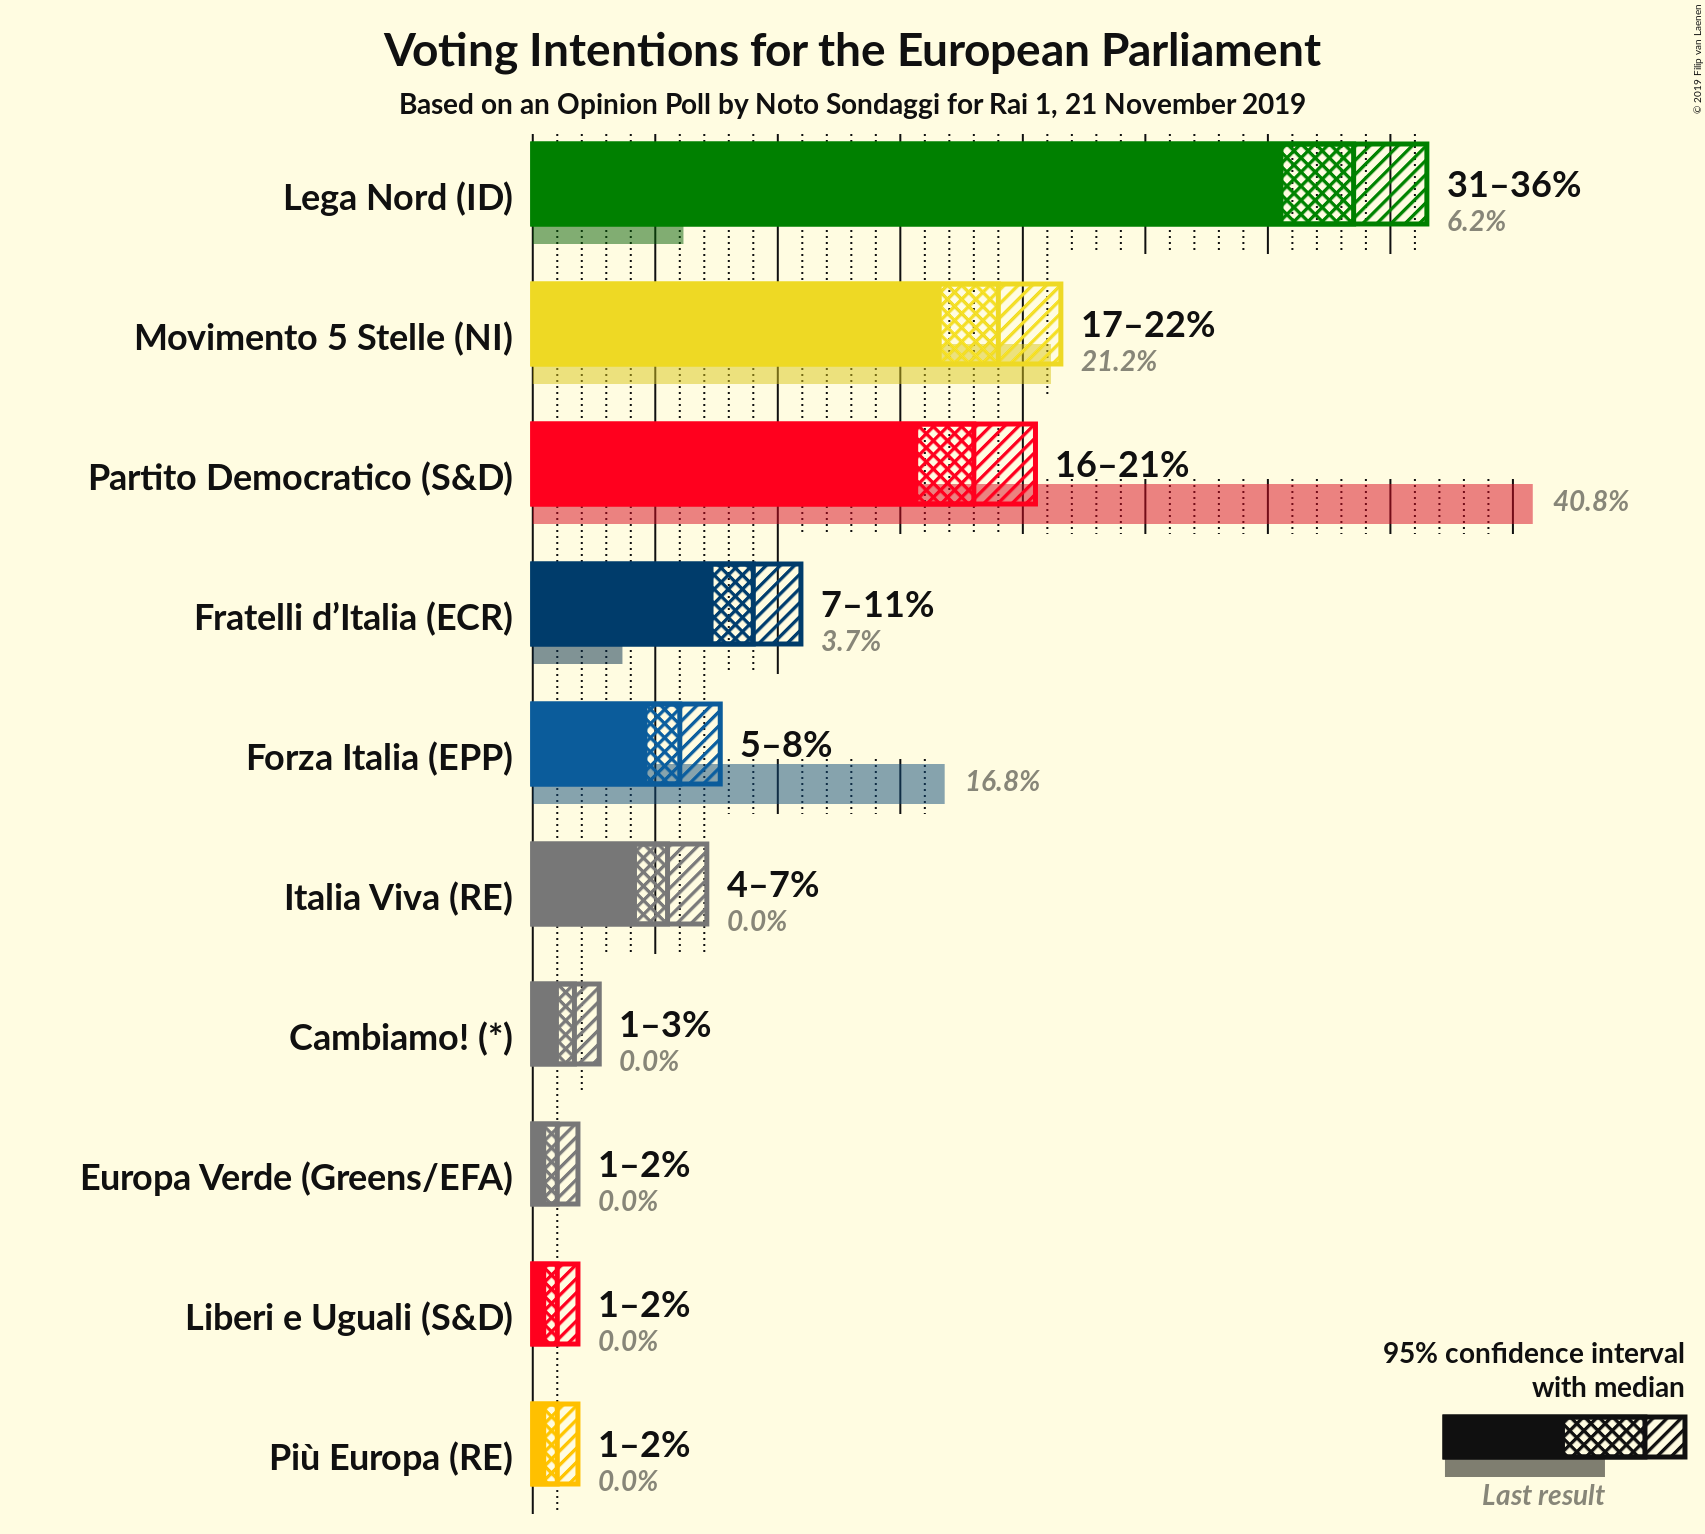 Voting Intentions for the European Parliament
Based on an Opinion Poll by Noto Sondaggi for Rai 1, 21 November 2019
© 2019 Filip van Laenen
Lega Nord (ID)
31–36%
6.2%
Movimento 5 Stelle (NI)
17–22%
21.2%
Partito Democratico (S&D)
16–21%
40.8%
Fratelli d’Italia (ECR)
7–11%
3.7%
Forza Italia (EPP)
5–8%
16.8%
Italia Viva (RE)
4–7%
0.0%
Cambiamo! (*)
1–3%
0.0%
Europa Verde (Greens/EFA)
1–2%
0.0%
Liberi e Uguali (S&D)
1–2%
0.0%
Più Europa (RE)
1–2%
0.0%
95% confidence interval
with median
Last result